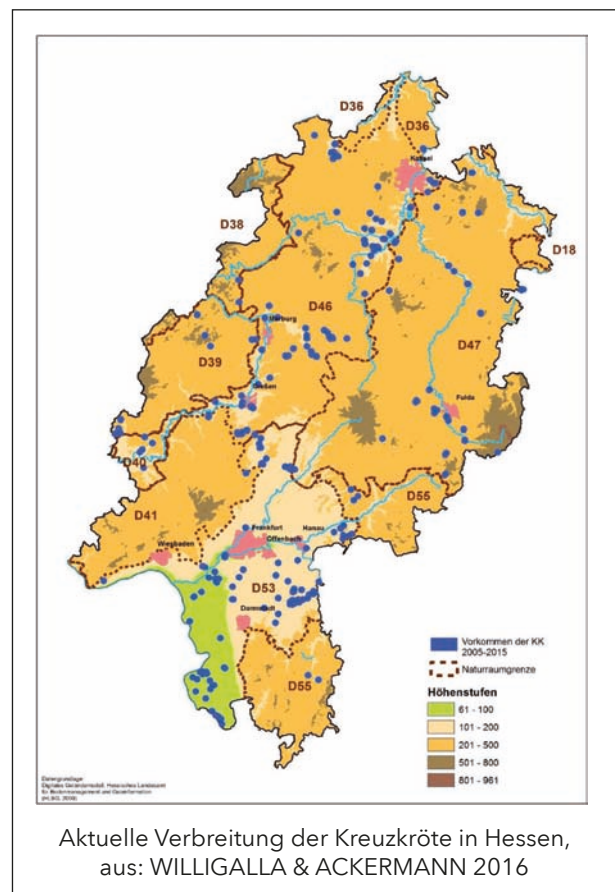 D36
D36
Kassel
D38
D18
D46
Marburg
D47
D39
Gießen
Fulda
D40
D55
D41
Frankfurt
Hanau
Offenbach
Wiesbaden
D53
Darmstadt
D55
Vorkommen der KK
2005-2015
Naturraumgrenze
Höhenstufen
61 - 100
101 - 200
201 - 500
501 - 800
801 - 961
Datengrundlage:
Digitales Geländemodell, Hessisches Landesamt
für Bodenmanagement und Geoinformation
Aktuelle Verbreitung der Kreuzkröte in Hessen,
aus: WILLIGALLA & ACKERMANN 2016